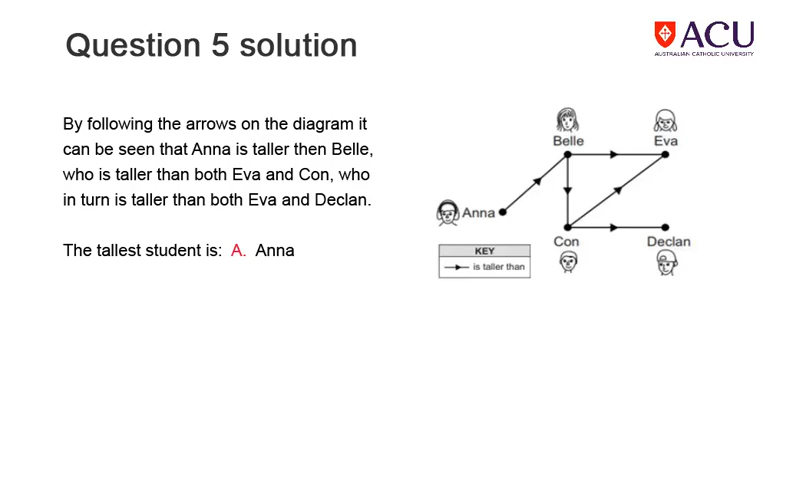 Question 5 solution
ACU
AUSTRALIAN CATHOLIC UNIVERSITY
By following the arrows on the diagram it
can be seen that Anna is taller then Belle,
who is taller than both Eva and Con, who
in turn is taller than both Eva and Declan.
The tallest student is: A. Anna
Belle
Eva
Anna
Con
Declan
KEY
is taller than